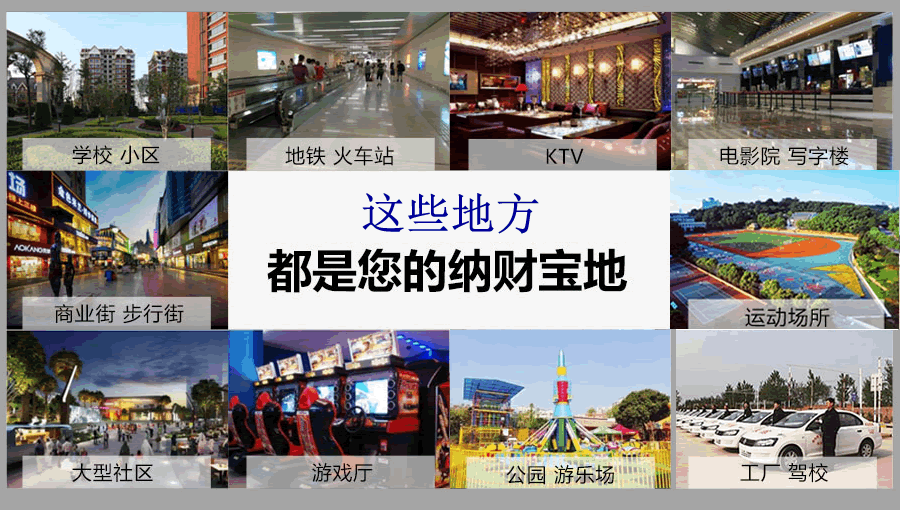 学校 小区
地铁 火车站
KTV
电影院 写字楼
这些地方
都是您的纳财宝地
AOKANG
商业街 步行街
运动场所
大型社区
游戏厅
公园 游乐场
工厂 驾校